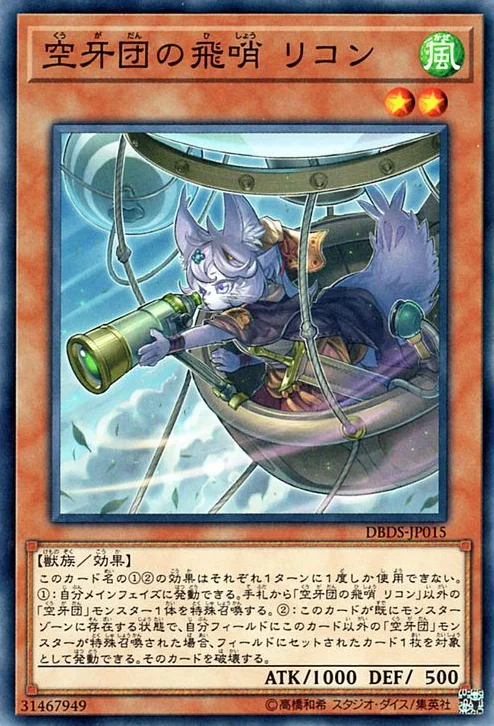 空牙団の飛哨 リコン
風
DBDS-JP015
【獣族/効果】
このカード名の①②の効果はそれぞれ1ターンに1度しか使用できない。
①:自分メインフェイズに発動できる。手札から「空牙団の飛哨 リコン」以外の
「空牙団」モンスター1体を特殊召喚する。②:このカードが既にモンスター
ゾーンに存在する状態で、自分フィールドにこのカード以外の「空牙団」モン
スターが特殊召喚された場合、フィールドにセットされたカード1枚を対象
として発動できる。そのカードを破壊する。
ATK/1000 DEF/ 500
31467949
©高橋和希 スタジオ・ダイス/集英社